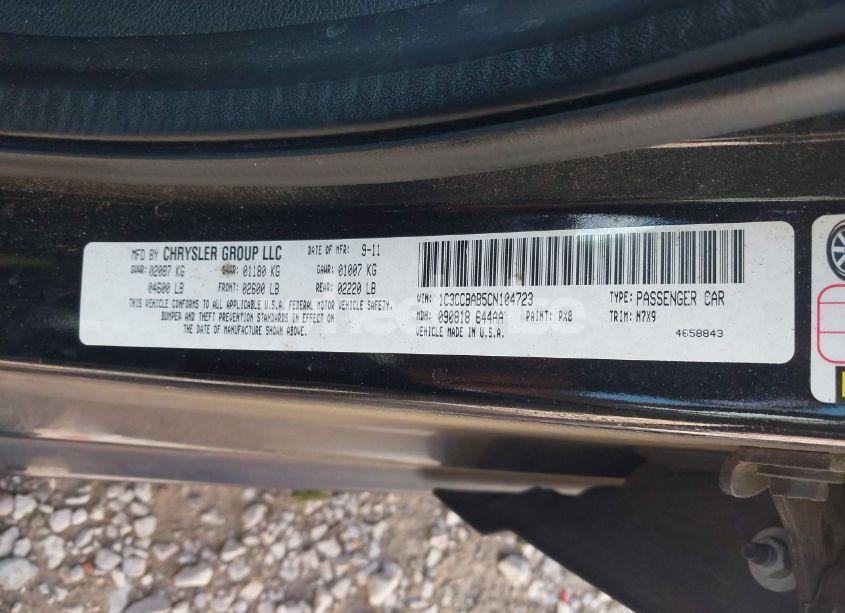 MFD BY CHRYSLER GROUP LLC DATE OF MFR: 9-11
GVWR: 02087 KG GAWR: 01180 KG GAWR: 01007 KG
04600 LB FRONT: 02600 LB REAR: 02220 LB
THIS VEHICLE CONFORMS TO ALL APPLICABLE U.S.A. FEDERAL MOTOR VEHICLE SAFETY,
BUMPER AND THEFT PREVENTION STANDARDS IN EFFECT ON
THE DATE OF MANUFACTURE SHOWN ABOVE.
VIN: 1C3CCBAB5CN104723 TYPE: PASSENGER CAR
MDH: 090818 644AA PAINT: PX8 TRIM: N7X9
VEHICLE MADE IN U.S.A. 4658843